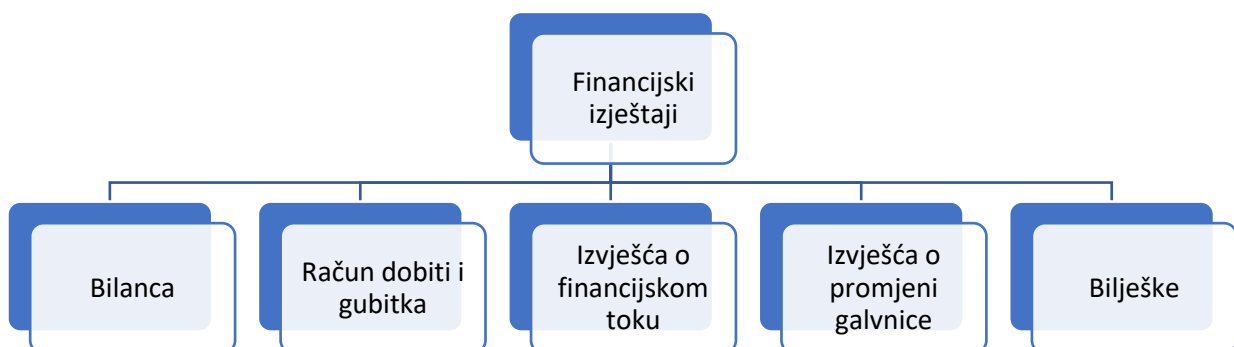 Financijski
izještaji
Bilanca
Račun dobiti i
gubitka
Izvješća o
financijskom
toku
Izvješća o
promjeni
galvnice
Bilješke